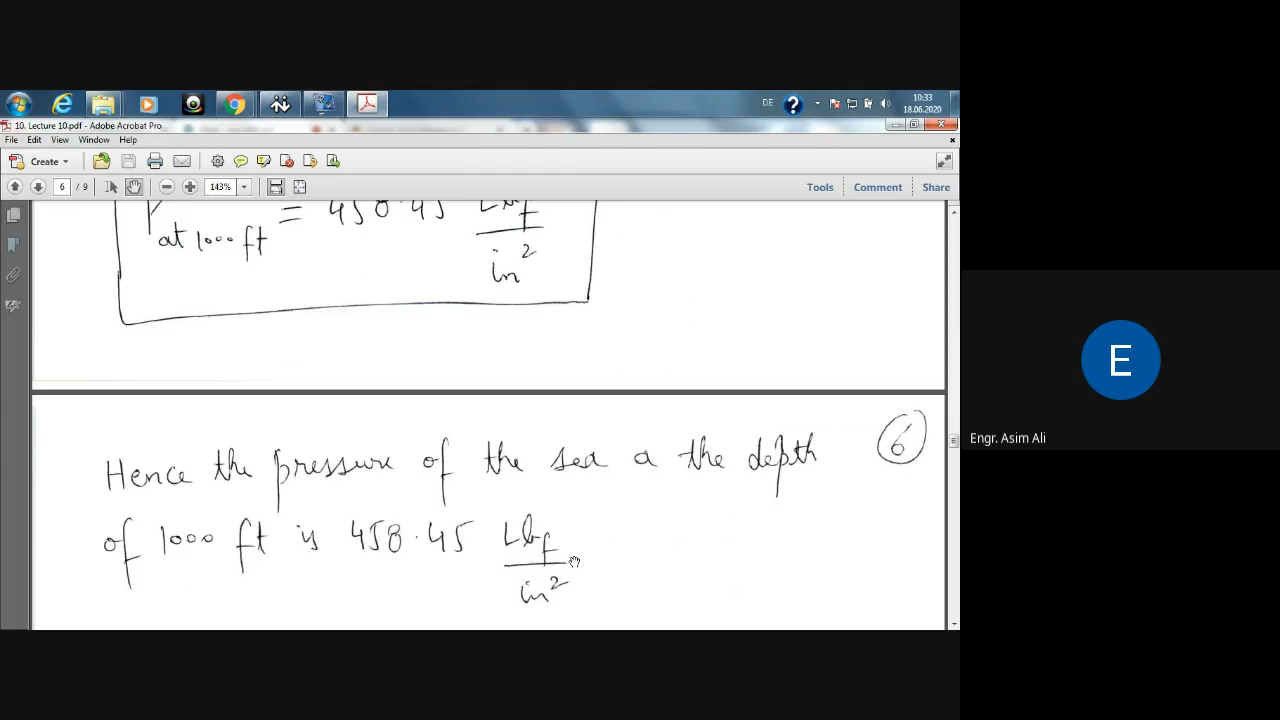 DE
10:33
18.06.2020
10. Lecture 10.pdf - Adobe Acrobat Pro
File Edit View Window Help
Create
6 / 9
143%
Tools Comment Share
at 1000 ft = 458.45 Lbf
in²
6
Hence the pressure of the sea a the depth
of 1000 ft is 458.45 Lbf
in²
E
Engr. Asim Ali